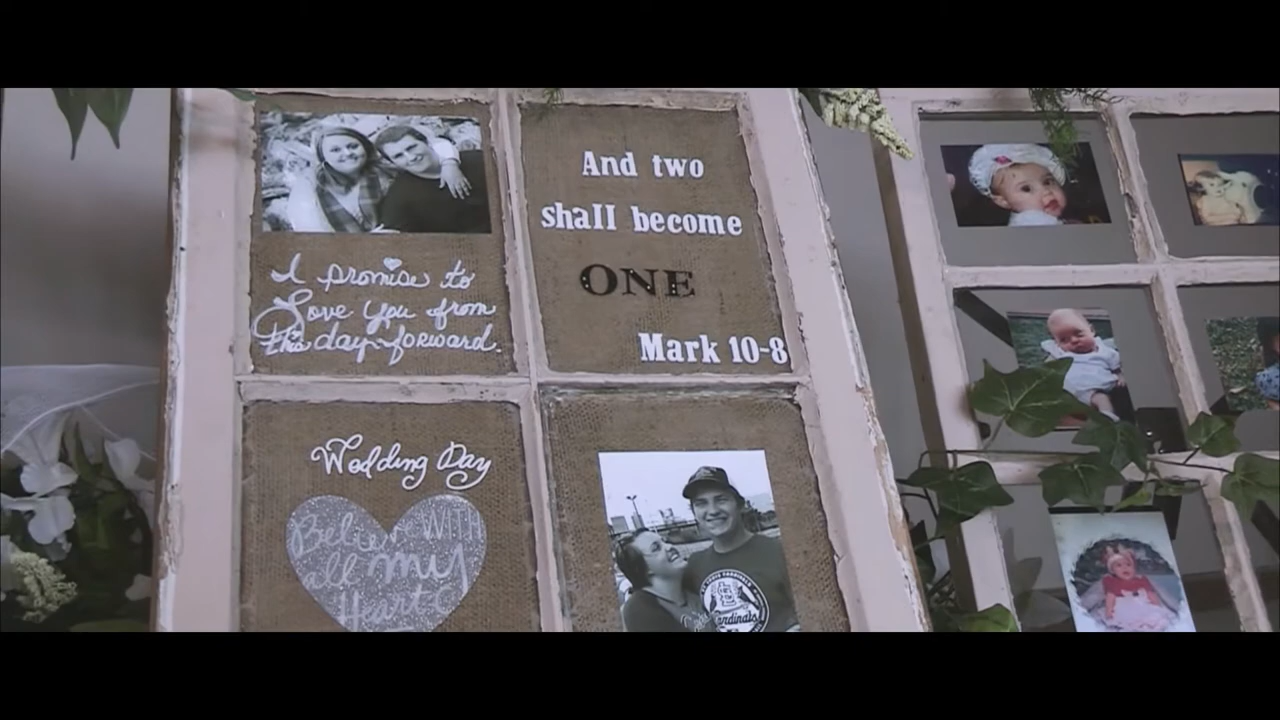 I promise to
Love you from
this day forward.
And two
shall become
ONE
Mark 10-8
Wedding Day
WITH
all my
Heart
Cardinals